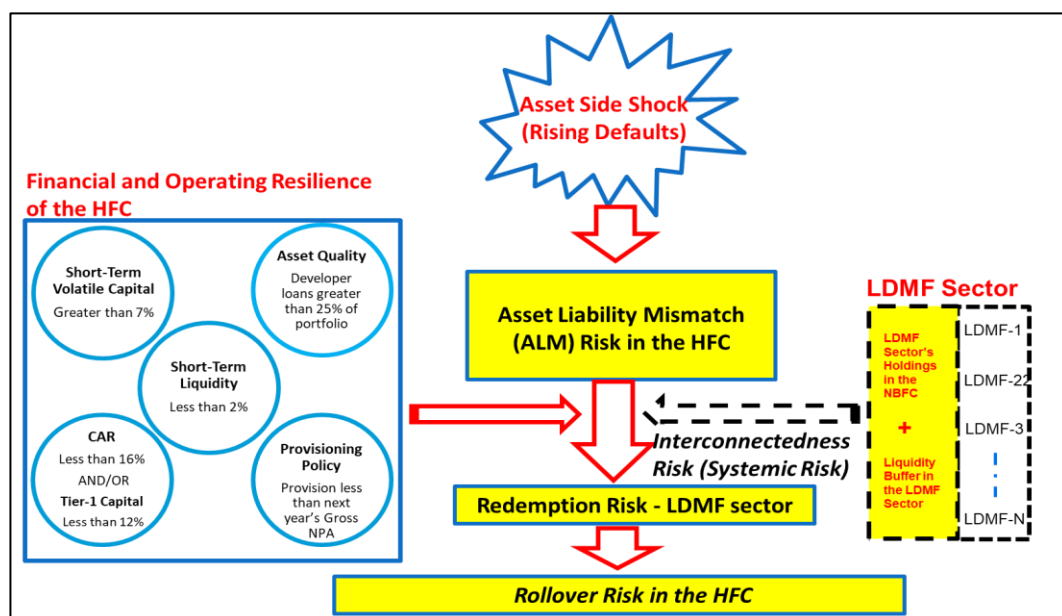 Asset Side Shock
(Rising Defaults)
Financial and Operating Resilience
of the HFC
Short-Term
Volatile Capital
Greater than 7%
Asset Quality
Developer
loans greater
than 25% of
portfolio
Short-Term
Liquidity
Less than 2%
CAR
Less than 16%
AND/OR
Tier-1 Capital
Less than 12%
Provisioning
Policy
Provision less
than next
year's Gross
NPA
Asset Liability Mismatch
(ALM) Risk in the HFC
Interconnectedness
Risk (Systemic Risk)
Redemption Risk - LDMF sector
Rollover Risk in the HFC
LDMF Sector
LDMF
Sector's
Holdings
in the
NBFC
+
Liquidity
Buffer in
the LDMF
Sector
LDMF-1
LDMF-22
LDMF-3
LDMF-N